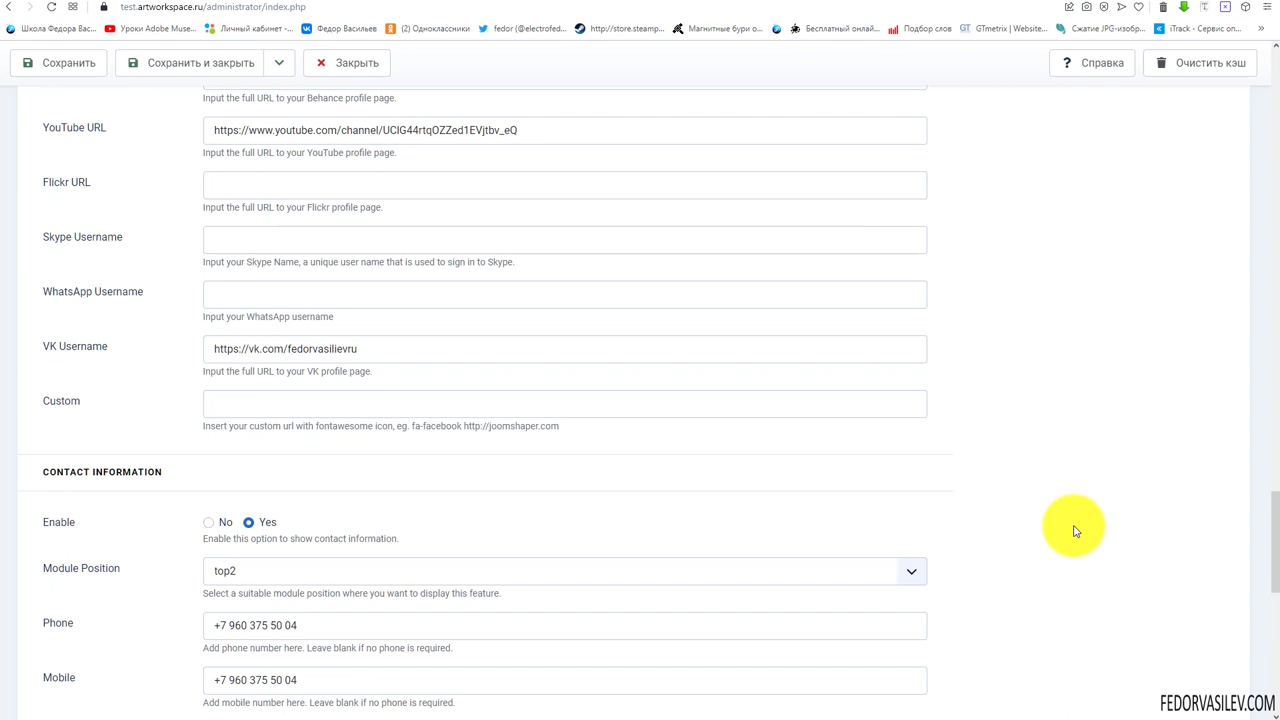 test.artworkspace.ru/administrator/index.php
Школа Федора Вас...
Уроки Adobe Muse...
Личный кабинет -...
Федор Васильев
(2) Одноклассники
fedor (@electrofed...
http://store.steamp...
Магнитные бури о...
Бесплатный онлай...
Подбор слов
GT GTmetrix | Website...
Сжатие JPG-изобр...
iTrack - Сервис оп...
»
Сохранить
Сохранить и закрыть
Закрыть
? Справка
Очистить кэш
Input the full URL to your Behance profile page.
YouTube URL
https://www.youtube.com/channel/UClG44rtqOZZed1EVjtbv_eQ
Input the full URL to your YouTube profile page.
Flickr URL
Input the full URL to your Flickr profile page.
Skype Username
Input your Skype Name, a unique user name that is used to sign in to Skype.
WhatsApp Username
Input your WhatsApp username
VK Username
https://vk.com/fedorvasilievru
Input the full URL to your VK profile page.
Custom
Insert your custom url with fontawesome icon, eg. fa-facebook http://joomshaper.com
CONTACT INFORMATION
Enable
No
Yes
Enable this option to show contact information.
Module Position
top2
Select a suitable module position where you want to display this feature.
Phone
+7 960 375 50 04
Add phone number here. Leave blank if no phone is required.
Mobile
+7 960 375 50 04
Add mobile number here. Leave blank if no phone is required.
FEDORVASILEV.COM